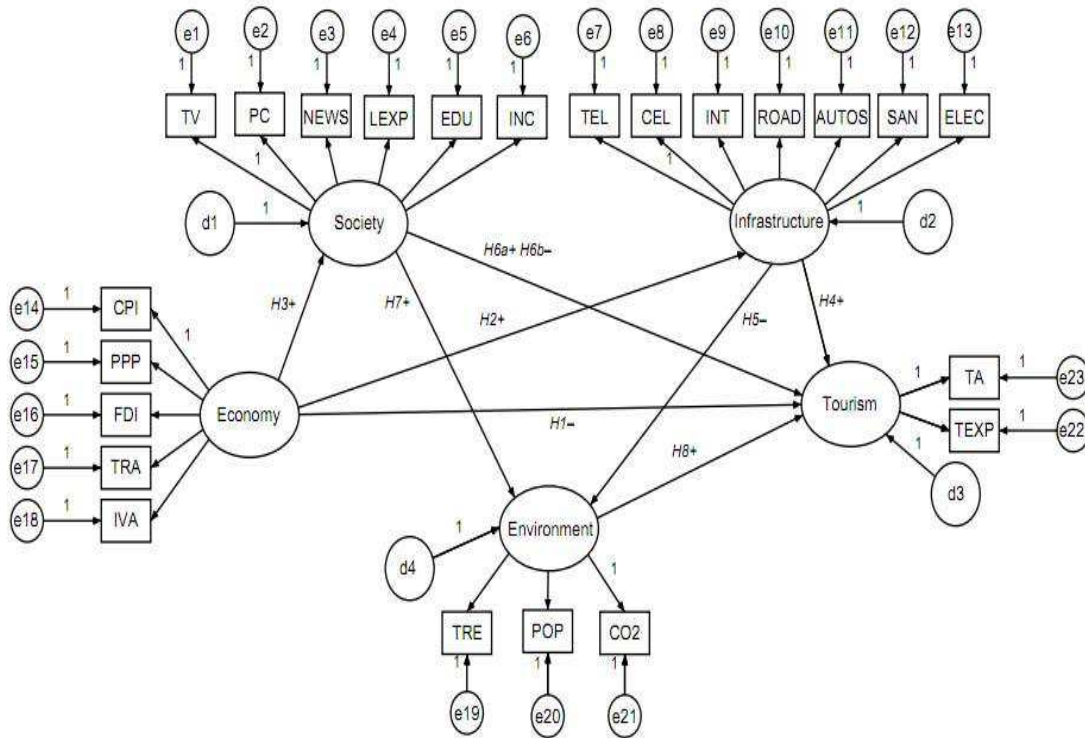 e1 e2 e3 e4 e5 e6 e7 e8 e9 e10 e11 e12 e13
1 1 1 1 1 1 1 1 1 1 1 1 1
TV PC NEWS LEXP EDU INC TEL CEL INT ROAD AUTOS SAN ELEC
1 1
d1 1 Society Infrastructure 1 d2
H6a+ H6b–
H3+ H7+ H2+ H5– H4+
e14 1 CPI 1
e15 1 PPP
e16 1 FDI Economy Tourism 1 TA 1 e23
H1– TEXP 1 e22
e17 1 TRA H8+ 1
e18 1 IVA d3
1 Environment
d4 1
TRE POP CO2
1 1 1
e19 e20 e21